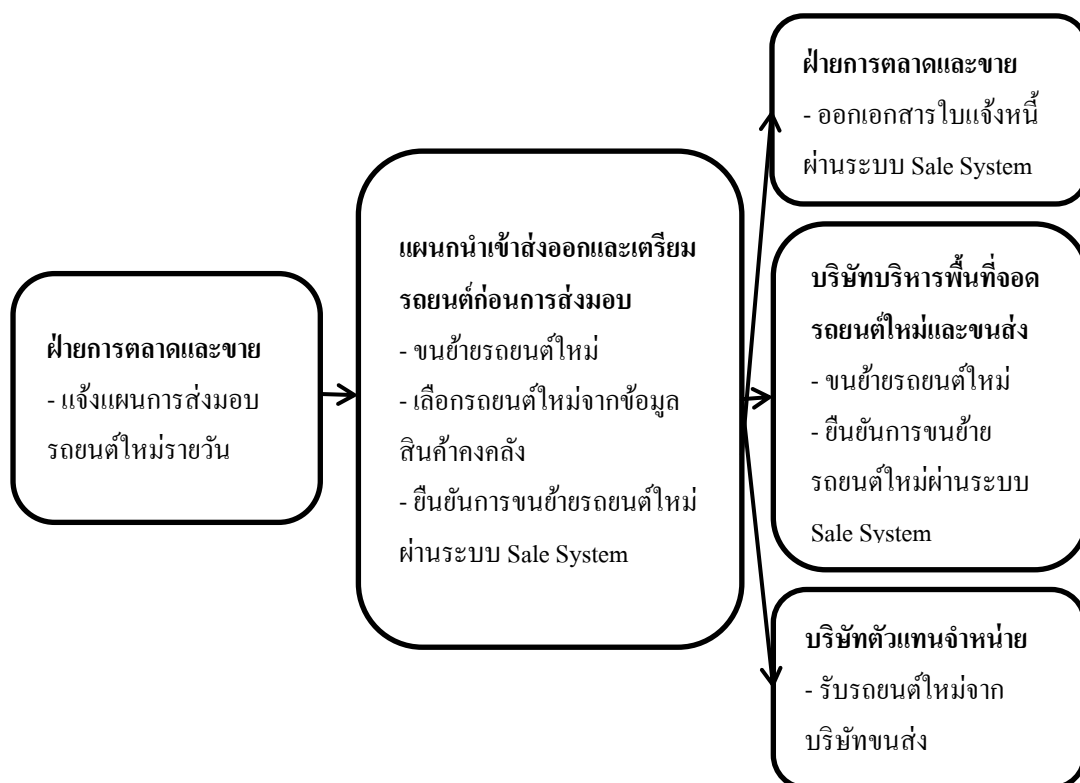 ฝ่ายการตลาดและขาย
- แจ้งแผนการส่งมอบ
รถยนต์ใหม่รายวัน
แผนกนำเข้าส่งออกและเตรียม
รถยนต์ก่อนการส่งมอบ
- ขนย้ายรถยนต์ใหม่
- เลือกรถยนต์ใหม่จากข้อมูล
สินค้าคงคลัง
- ยืนยันการขนย้ายรถยนต์ใหม่
ผ่านระบบ Sale System
ฝ่ายการตลาดและขาย
- ออกเอกสารใบแจ้งหนี้
ผ่านระบบ Sale System
บริษัทบริหารพื้นที่จอด
รถยนต์ใหม่และขนส่ง
- ขนย้ายรถยนต์ใหม่
- ยืนยันการขนย้าย
รถยนต์ใหม่ผ่านระบบ
Sale System
บริษัทตัวแทนจำหน่าย
- รับรถยนต์ใหม่จาก
บริษัทขนส่ง